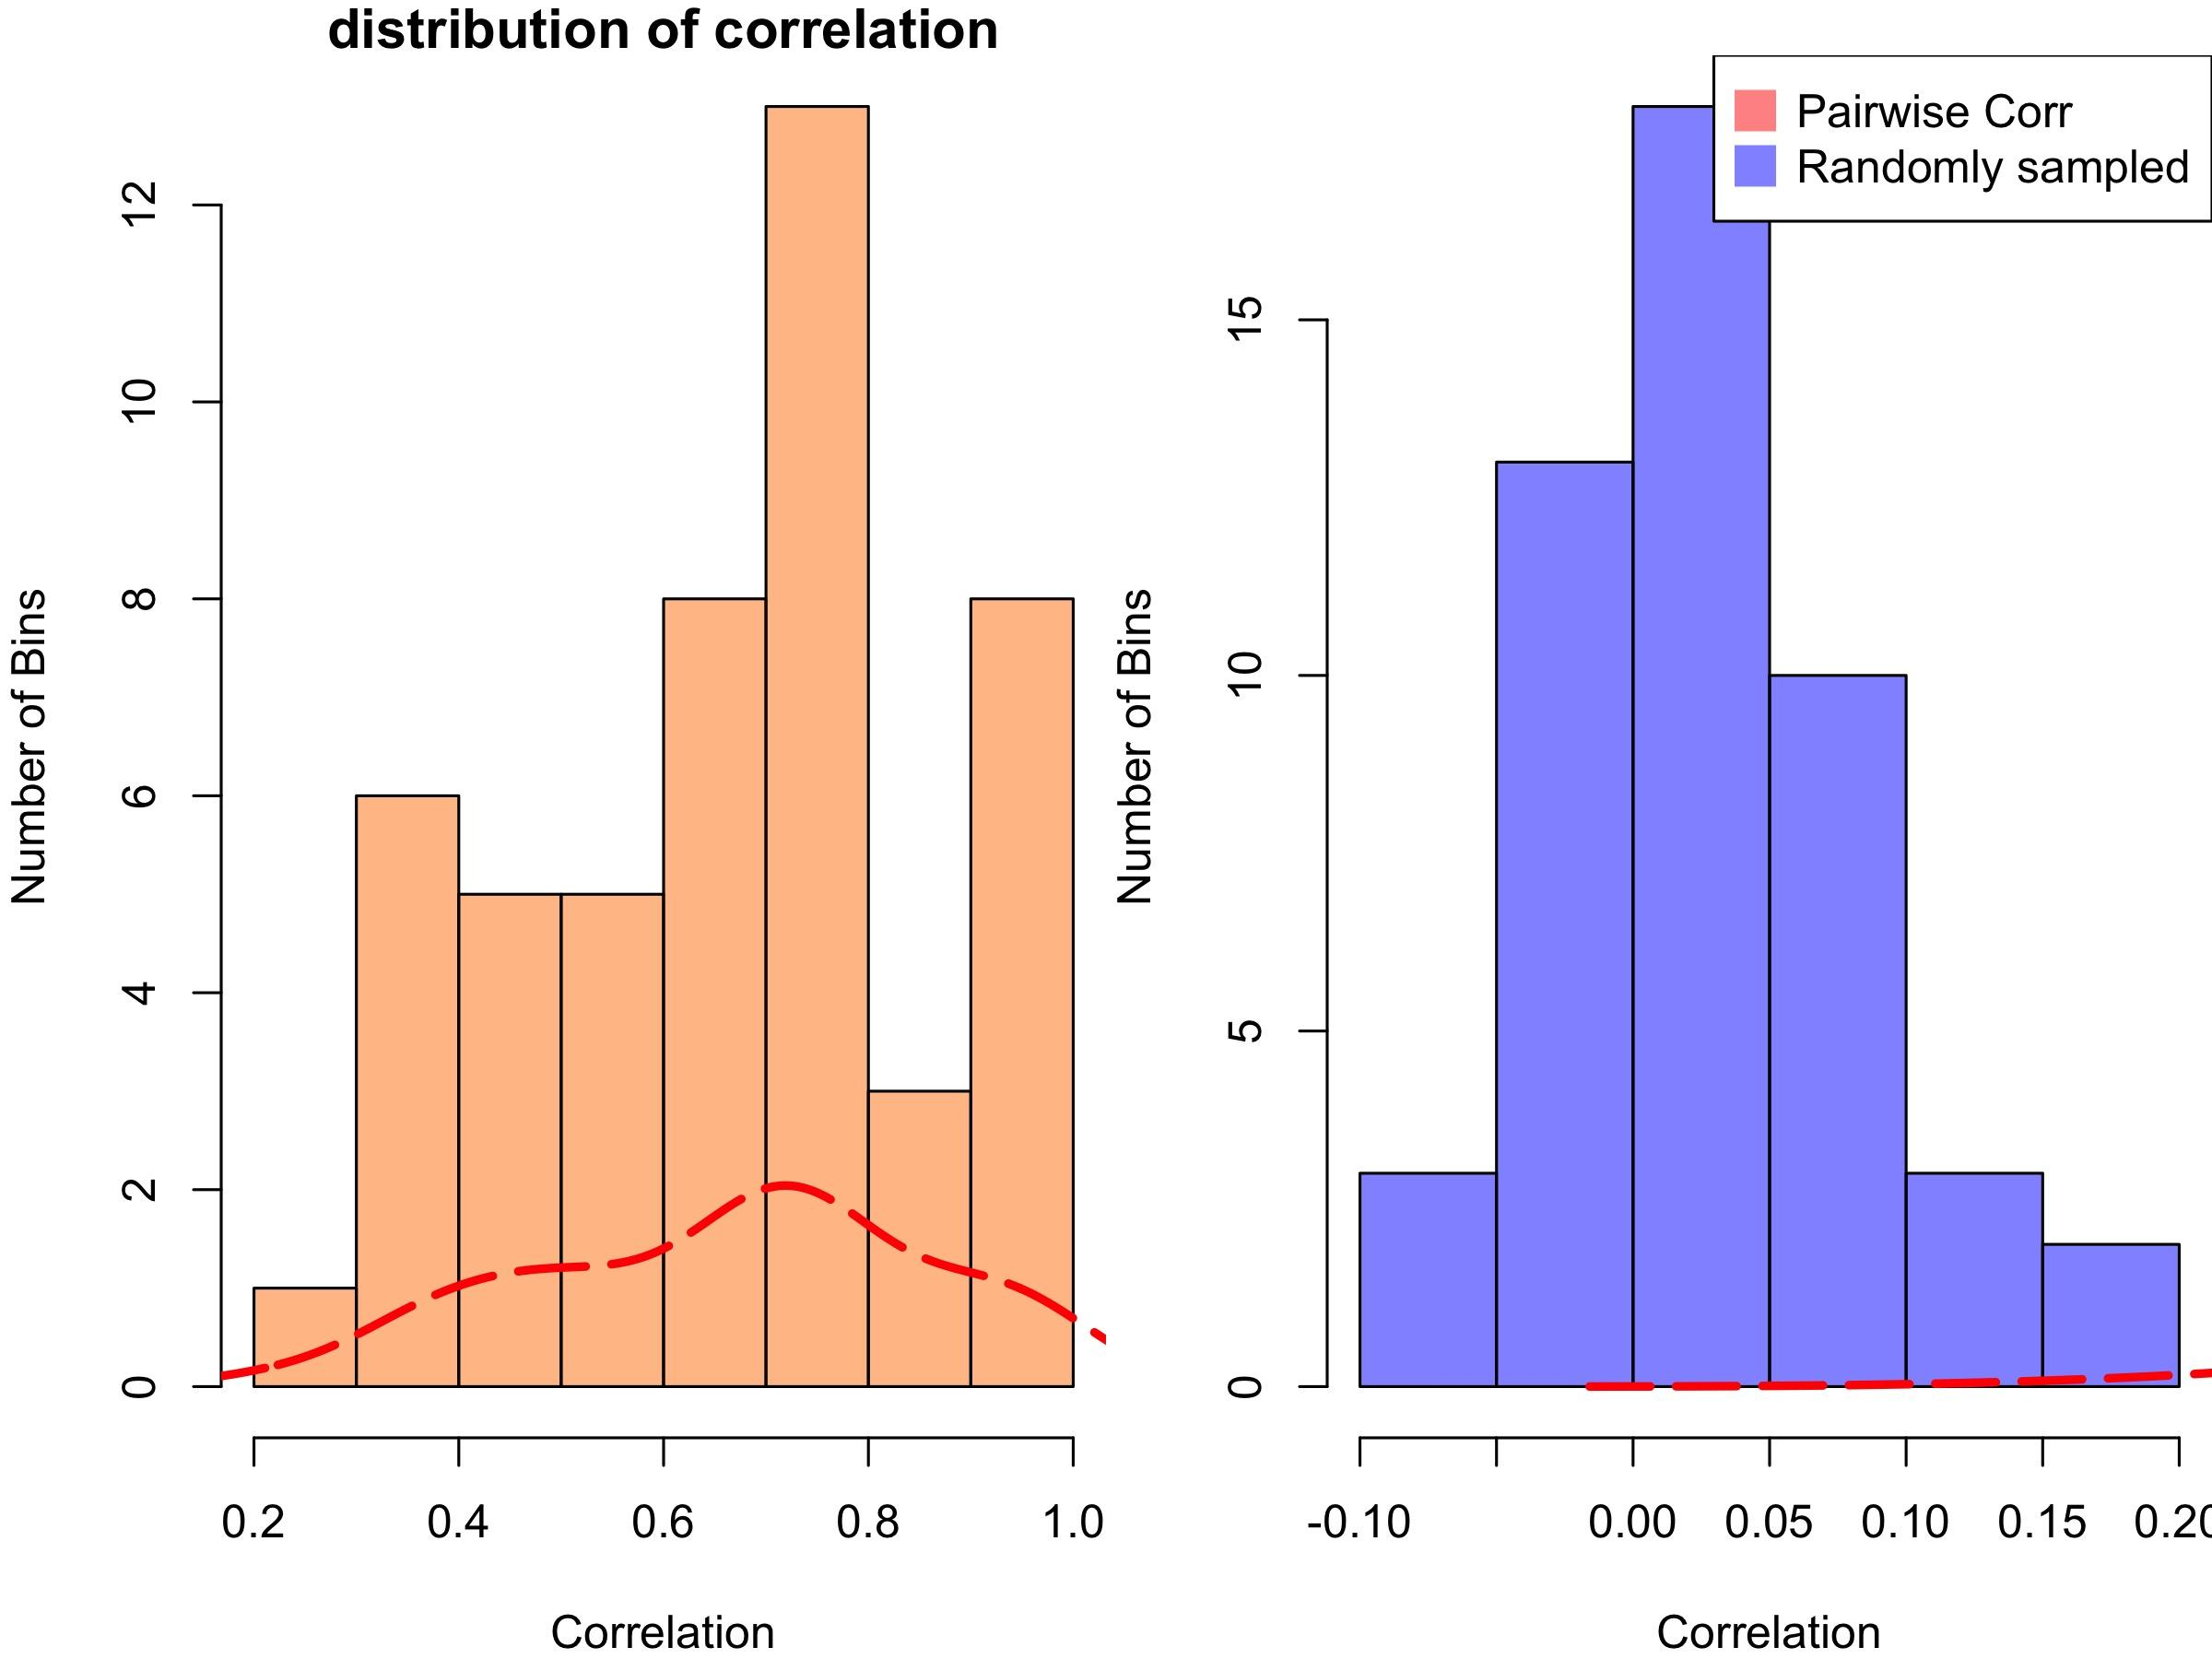 distribution of correlation
Number of Bins
12
10
8
6
4
2
0
0.2 0.4 0.6 0.8 1.0
Correlation
Pairwise Corr
Randomly sampled
Number of Bins
15
10
5
0
-0.10 0.00 0.05 0.10 0.15 0.20
Correlation